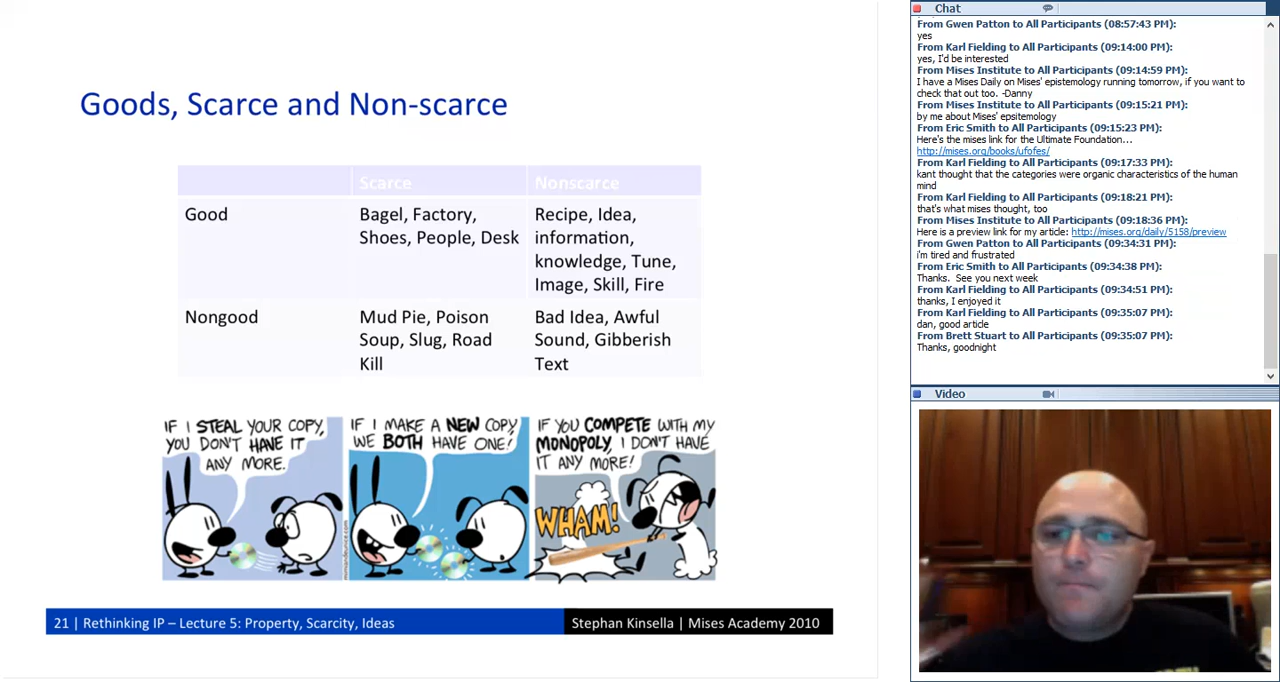 Goods, Scarce and Non-scarce
Scarce
Nonscarce
Good
Bagel, Factory,
Shoes, People, Desk
Recipe, Idea,
information,
knowledge, Tune,
Image, Skill, Fire
Nongood
Mud Pie, Poison
Soup, Slug, Road
Kill
Bad Idea, Awful
Sound, Gibberish
Text
IF I STEAL YOUR COPY,
YOU DON'T HAVE IT
ANY MORE.
IF I MAKE A NEW COPY,
WE BOTH HAVE ONE!
IF YOU COMPETE WITH MY
MONOPOLY, I DON'T HAVE
IT ANY MORE!
WHAM!
mimiandeunice.com
21 | Rethinking IP – Lecture 5: Property, Scarcity, Ideas
Stephan Kinsella | Mises Academy 2010
Chat
From Gwen Patton to All Participants (08:57:43 PM):
yes
From Karl Fielding to All Participants (09:14:00 PM):
yes, I'd be interested
From Mises Institute to All Participants (09:14:59 PM):
I have a Mises Daily on Mises' epistemology running tomorrow, if you want to
check that out too. -Danny
From Mises Institute to All Participants (09:15:21 PM):
by me about Mises' epsitemology
From Eric Smith to All Participants (09:15:23 PM):
Here's the mises link for the Ultimate Foundation...
http://mises.org/books/ufofes/
From Karl Fielding to All Participants (09:17:33 PM):
kant thought that the categories were organic characteristics of the human
mind
From Karl Fielding to All Participants (09:18:21 PM):
that's what mises thought, too
From Mises Institute to All Participants (09:18:36 PM):
Here is a preview link for my article: http://mises.org/daily/5158/preview
From Gwen Patton to All Participants (09:34:31 PM):
i'm tired and frustrated
From Eric Smith to All Participants (09:34:38 PM):
Thanks. See you next week
From Karl Fielding to All Participants (09:34:51 PM):
thanks, I enjoyed it
From Karl Fielding to All Participants (09:35:07 PM):
dan, good article
From Brett Stuart to All Participants (09:35:07 PM):
Thanks, goodnight
Video